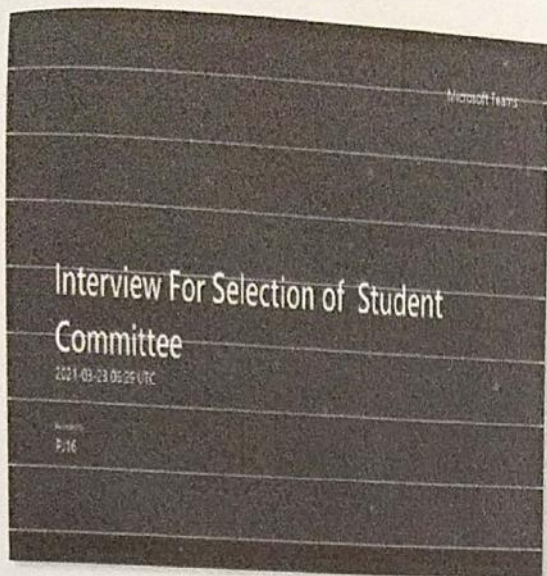 Microsoft Teams
Interview For Selection of Student
Committee
2021-03-23 06:29 UTC